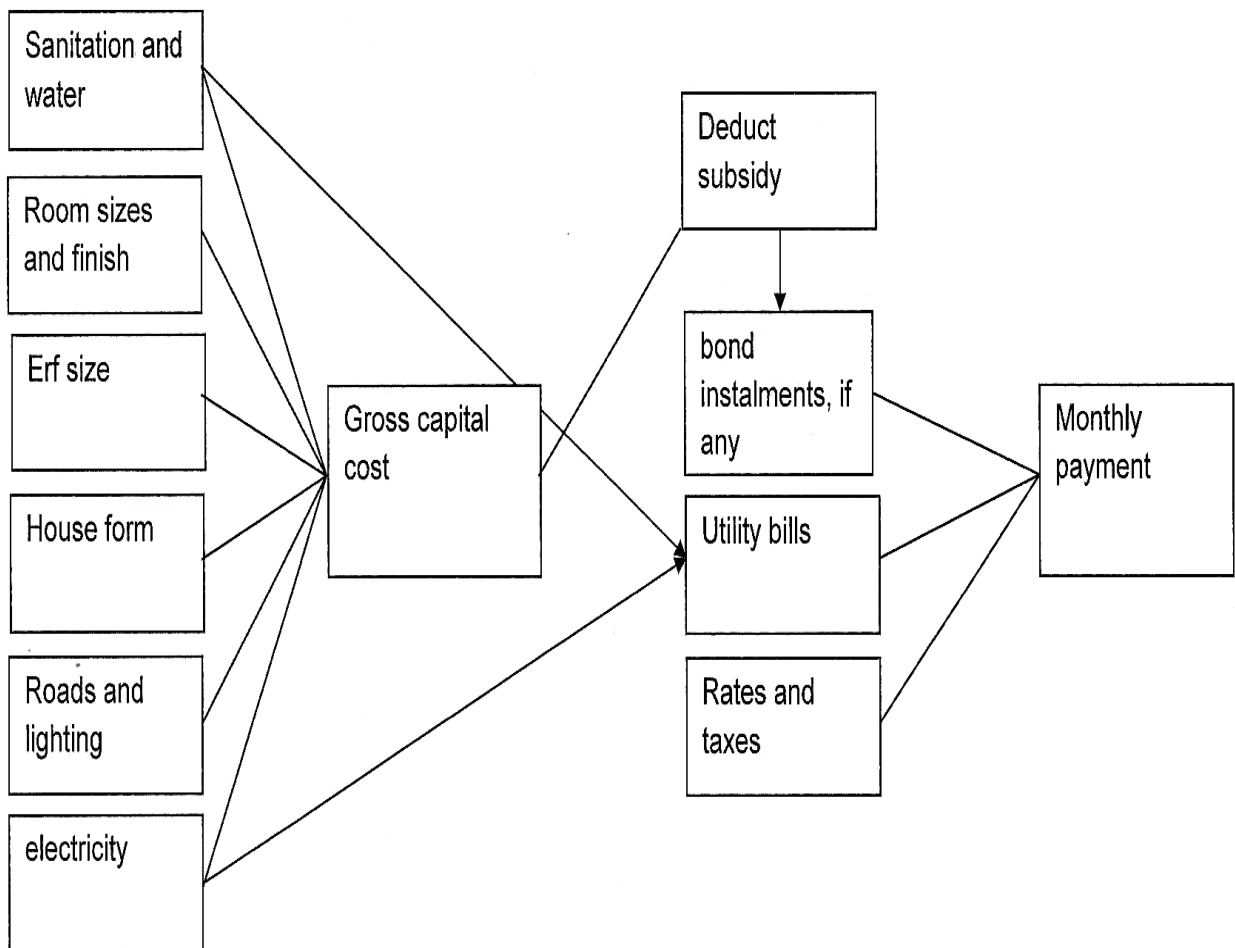 Sanitation and
water
Room sizes
and finish
Erf size
House form
Roads and
lighting
electricity
Gross capital
cost
Deduct
subsidy
bond
instalments, if
any
Utility bills
Rates and
taxes
Monthly
payment